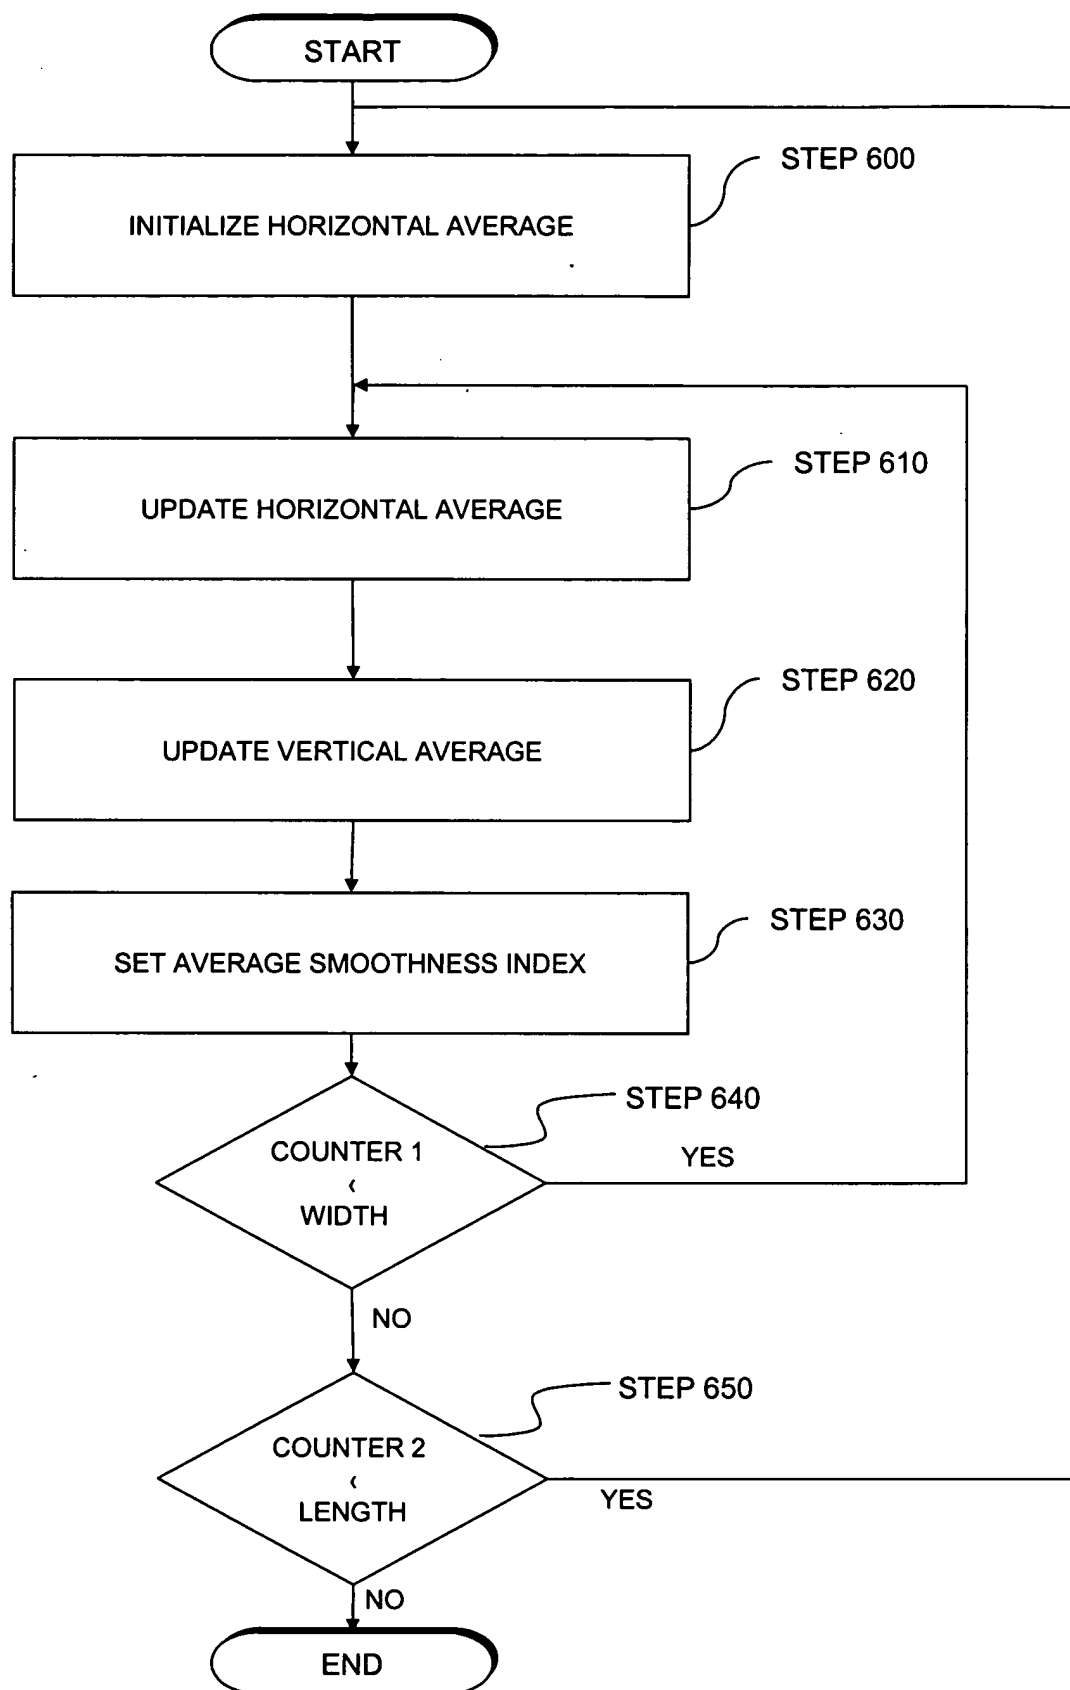 START
STEP 600
INITIALIZE HORIZONTAL AVERAGE
STEP 610
UPDATE HORIZONTAL AVERAGE
STEP 620
UPDATE VERTICAL AVERAGE
STEP 630
SET AVERAGE SMOOTHNESS INDEX
STEP 640
COUNTER 1
<
WIDTH
YES
NO
STEP 650
COUNTER 2
<
LENGTH
YES
NO
END